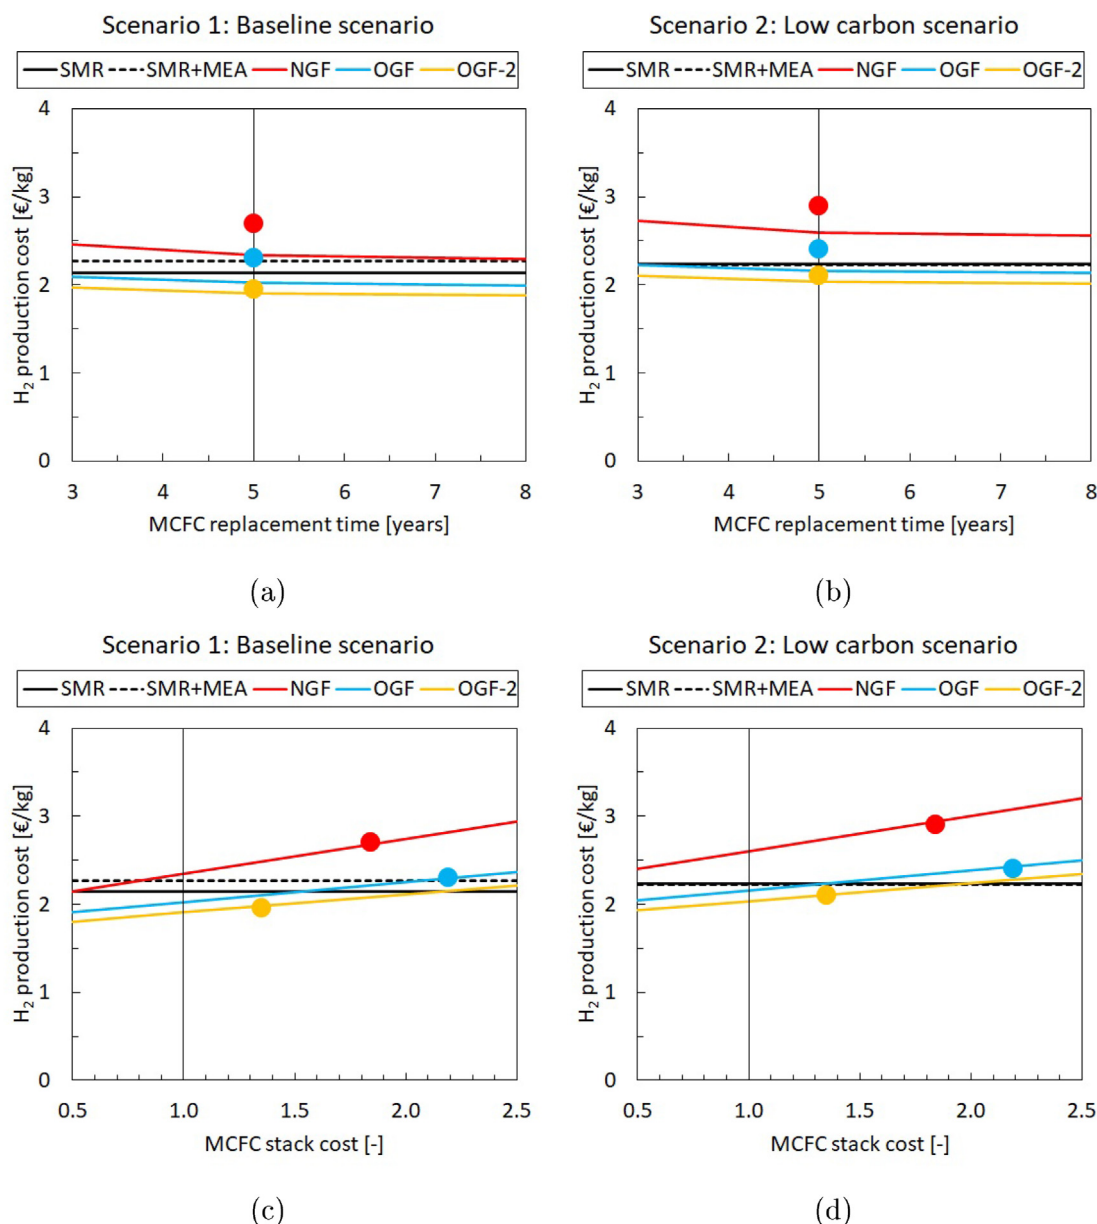 Scenario 1: Baseline scenario
SMR SMR+MEA NGF OGF OGF-2
4
3
2
1
0
H2 production cost [€/kg]
3 4 5 6 7 8
MCFC replacement time [years]
(a)
Scenario 2: Low carbon scenario
SMR SMR+MEA NGF OGF OGF-2
4
3
2
1
0
H2 production cost [€/kg]
3 4 5 6 7 8
MCFC replacement time [years]
(b)
Scenario 1: Baseline scenario
SMR SMR+MEA NGF OGF OGF-2
4
3
2
1
0
H2 production cost [€/kg]
0.5 1.0 1.5 2.0 2.5
MCFC stack cost [-]
(c)
Scenario 2: Low carbon scenario
SMR SMR+MEA NGF OGF OGF-2
4
3
2
1
0
H2 production cost [€/kg]
0.5 1.0 1.5 2.0 2.5
MCFC stack cost [-]
(d)